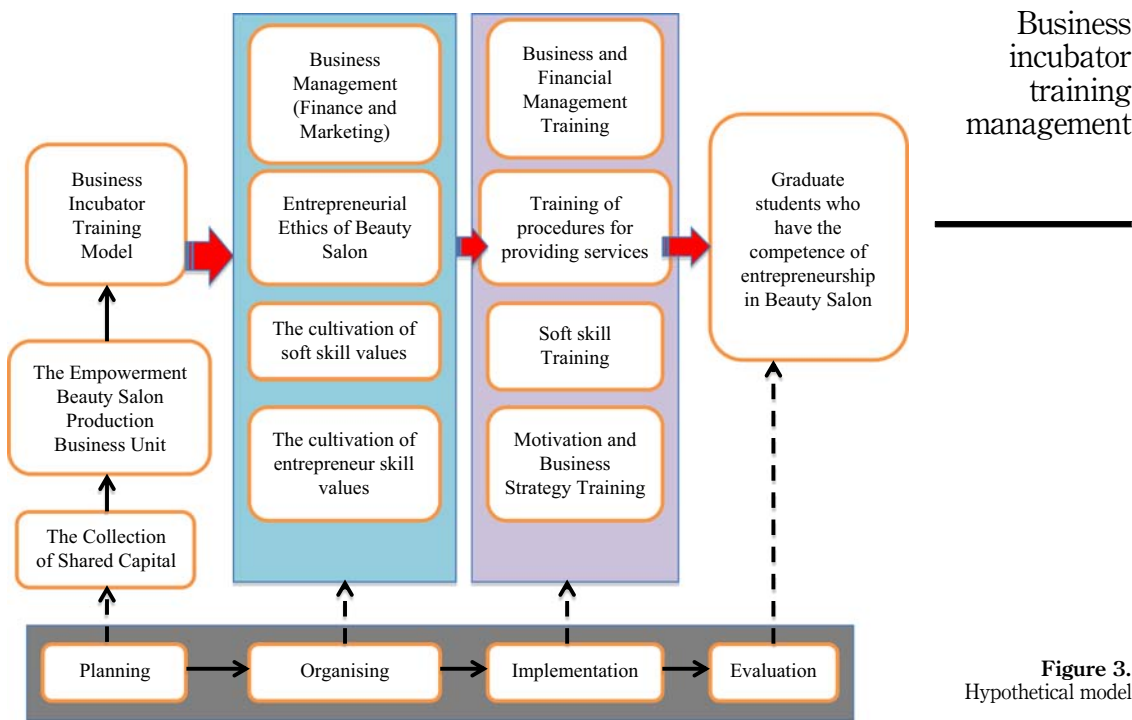 Business
incubator
training
management
Business
Management
(Finance and
Marketing)
Business and
Financial
Management
Training
Business
Incubator
Training
Model
Entrepreneurial
Ethics of Beauty
Salon
Training of
procedures for
providing services
Graduate
students who
have the
competence of
entrepreneurship
in Beauty Salon
The cultivation of
soft skill values
Soft skill
Training
The Empowerment
Beauty Salon
Production
Business Unit
The cultivation of
entrepreneur skill
values
Motivation and
Business
Strategy Training
The Collection
of Shared Capital
Planning
Organising
Implementation
Evaluation
Figure 3.
Hypothetical model